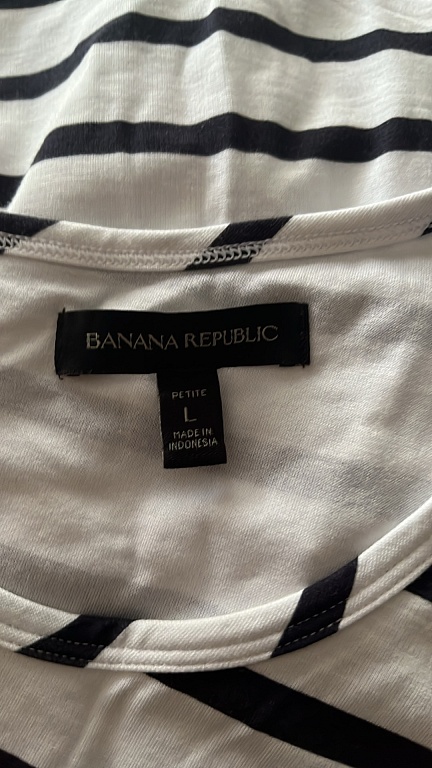 BANANA REPUBLIC
PETITE
L
MADE IN
INDONESIA